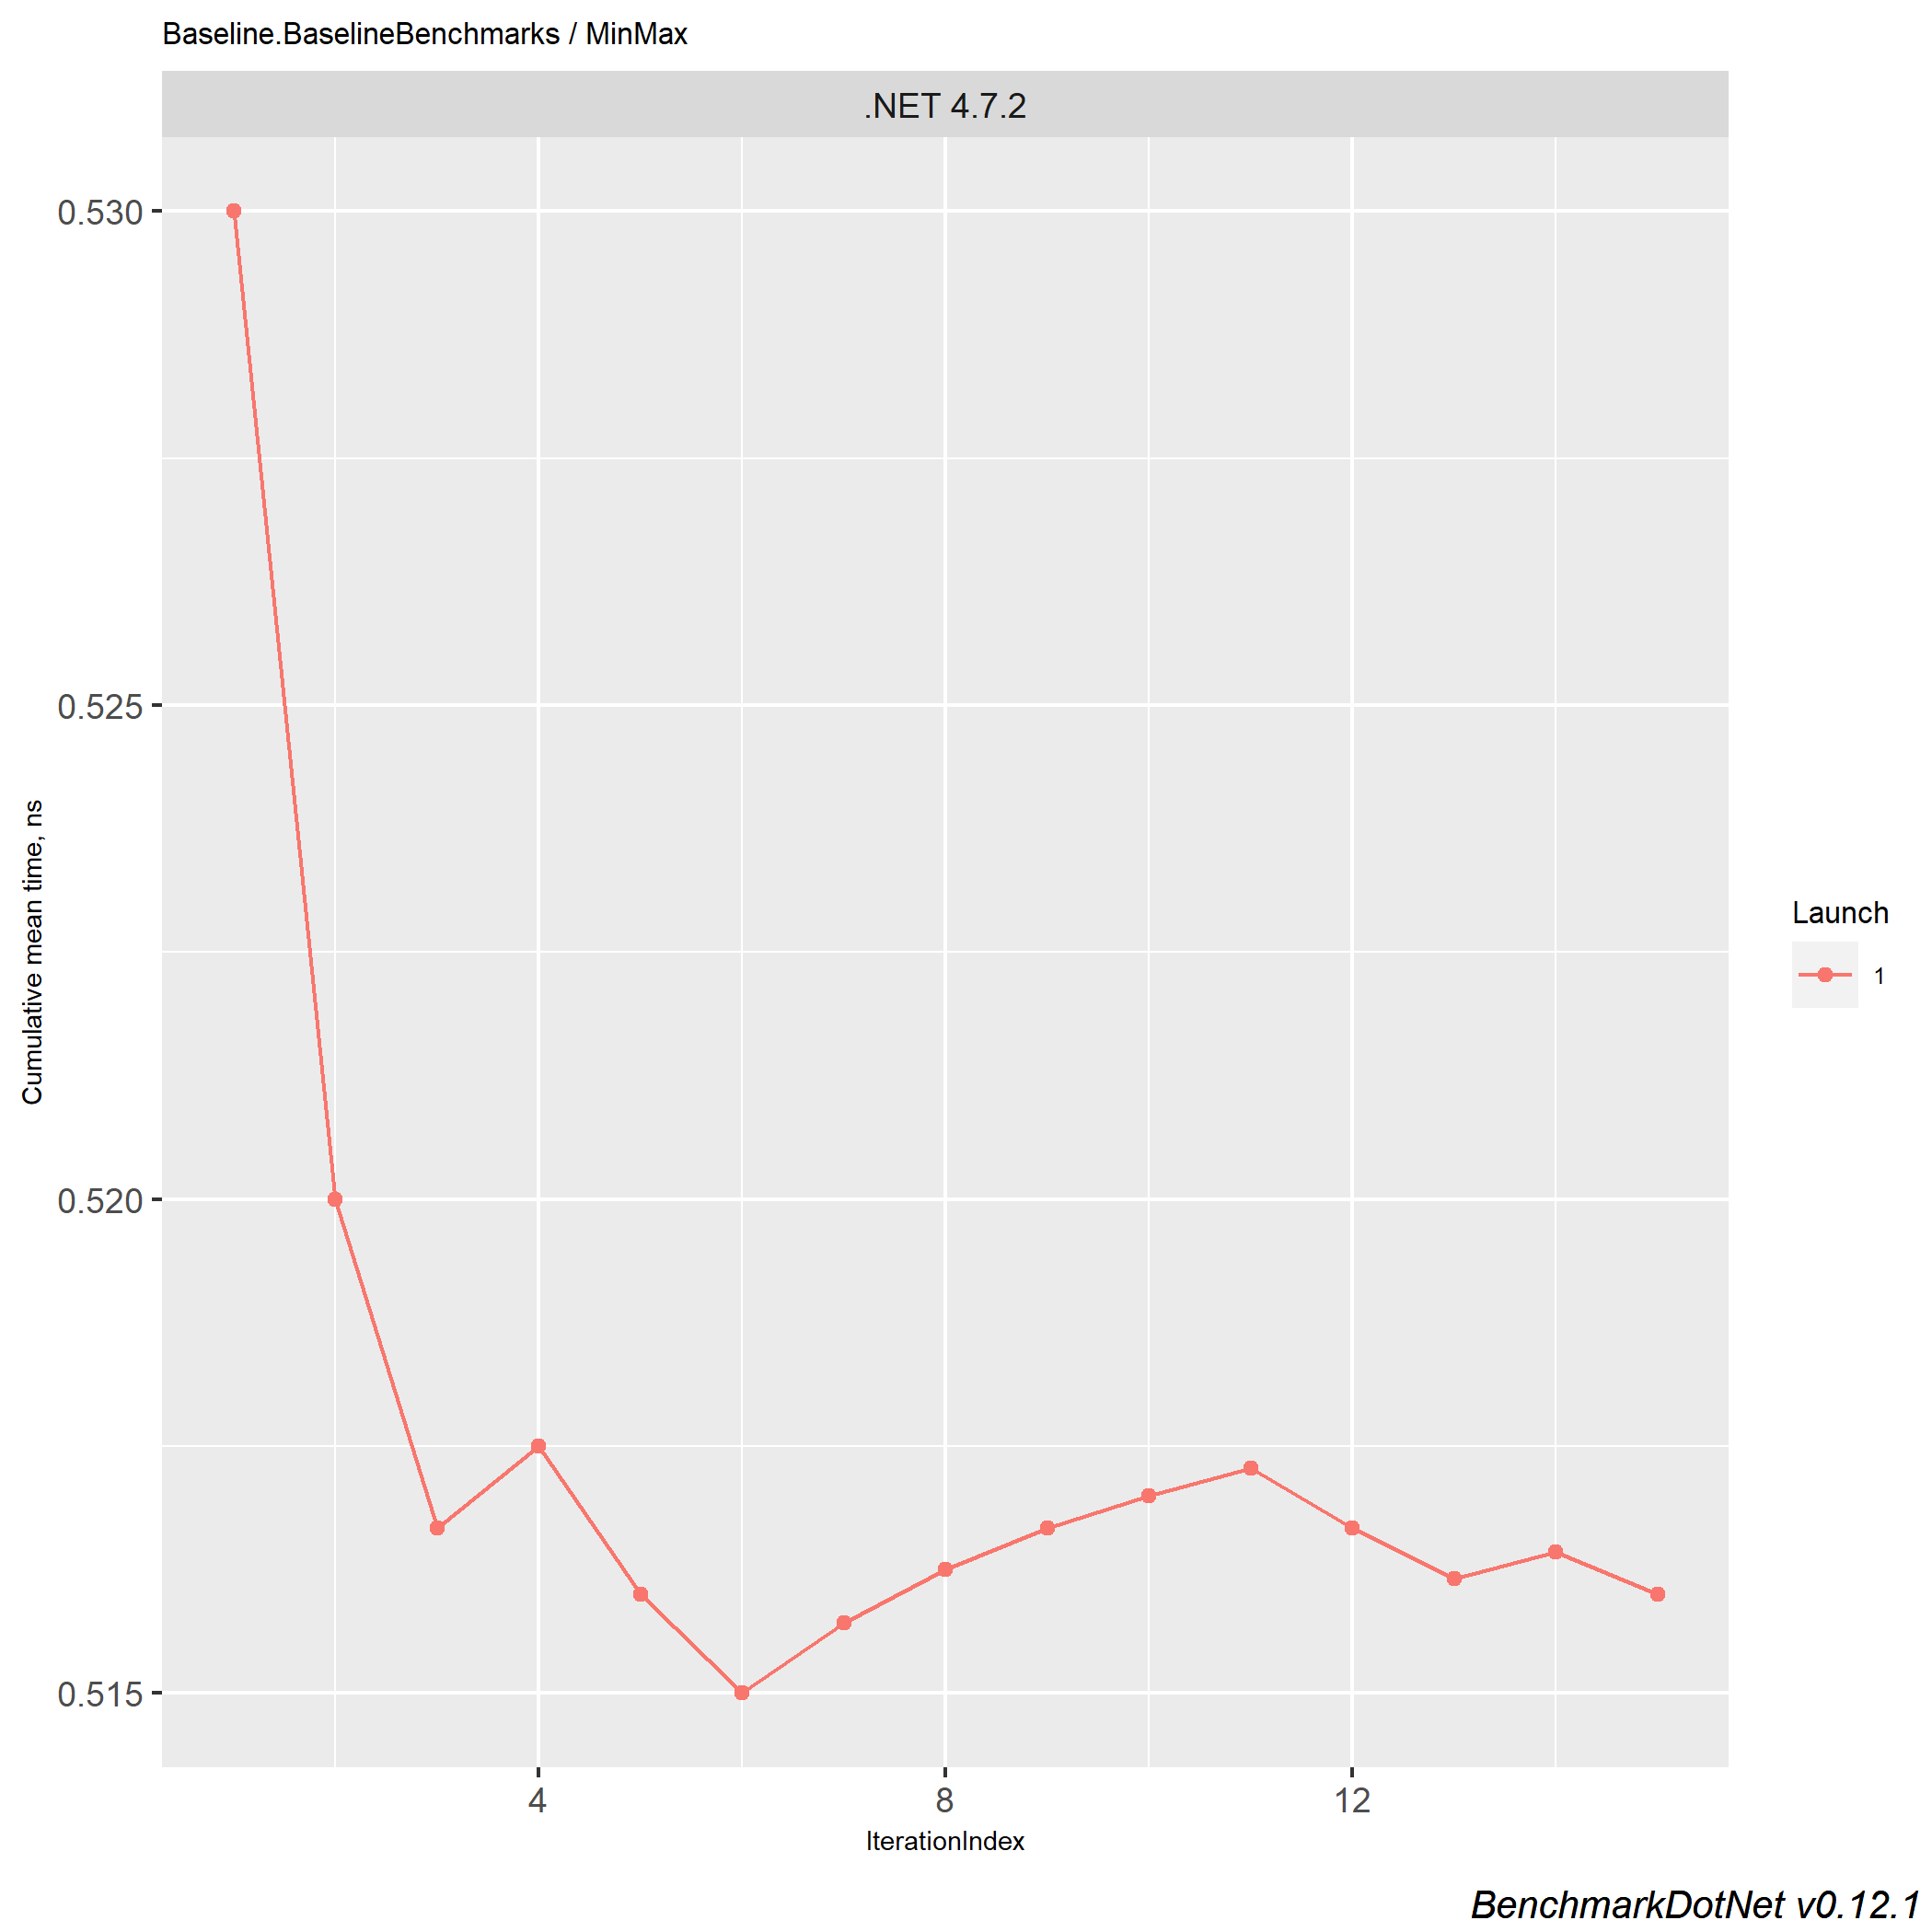 Baseline.BaselineBenchmarks / MinMax
.NET 4.7.2
0.530
0.525
0.520
0.515
Cumulative mean time, ns
4
8
12
IterationIndex
Launch
1
BenchmarkDotNet v0.12.1